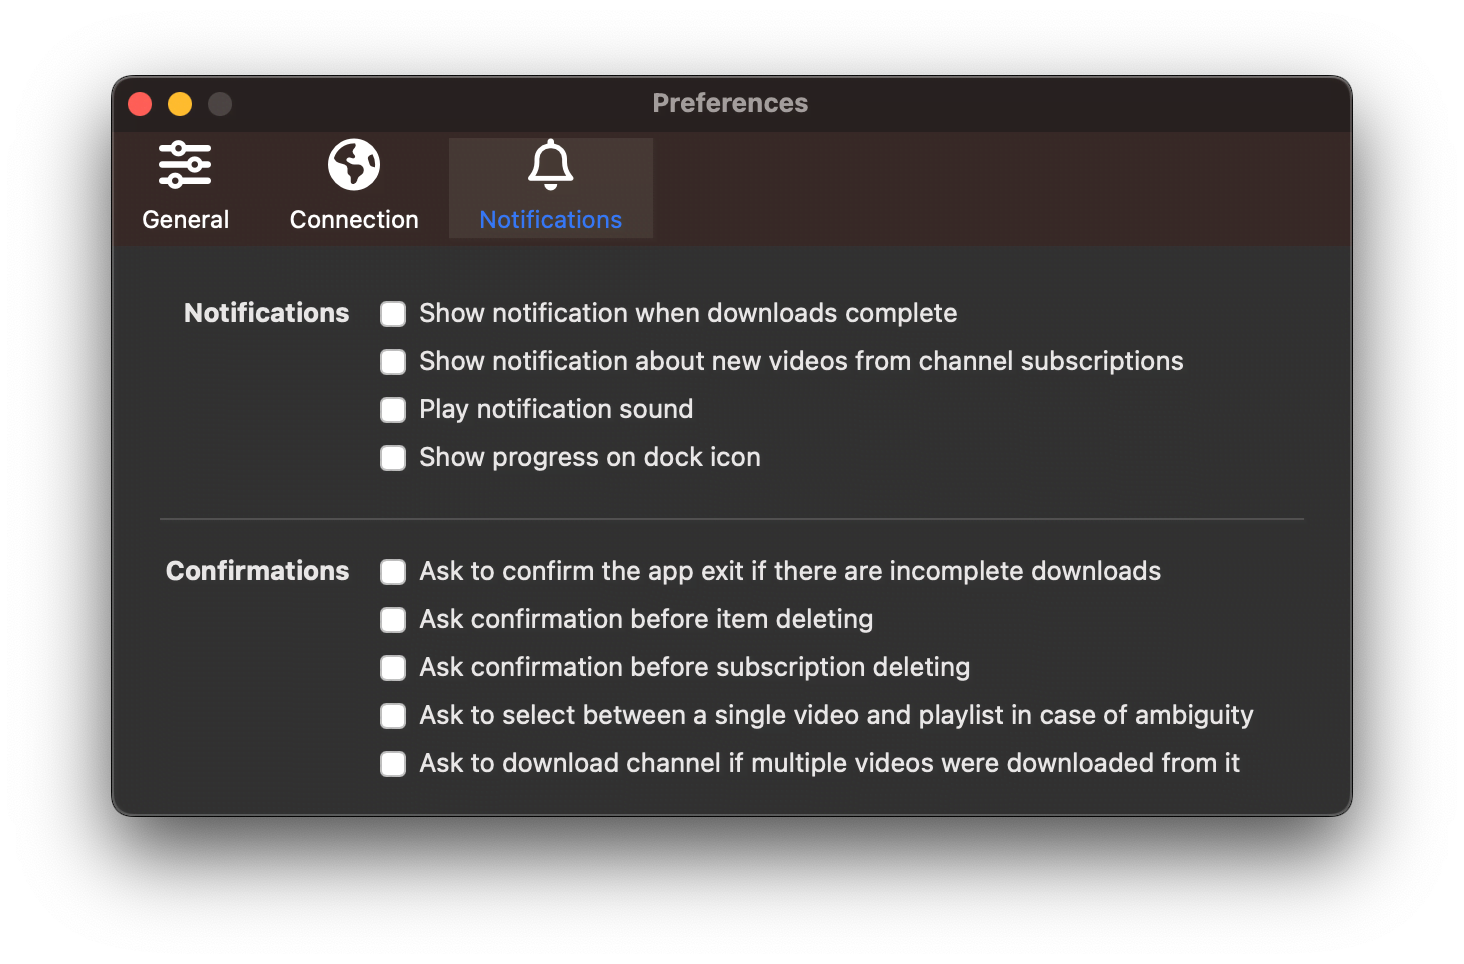 Preferences
General
Connection
Notifications
Notifications
Show notification when downloads complete
Show notification about new videos from channel subscriptions
Play notification sound
Show progress on dock icon
Confirmations
Ask to confirm the app exit if there are incomplete downloads
Ask confirmation before item deleting
Ask confirmation before subscription deleting
Ask to select between a single video and playlist in case of ambiguity
Ask to download channel if multiple videos were downloaded from it